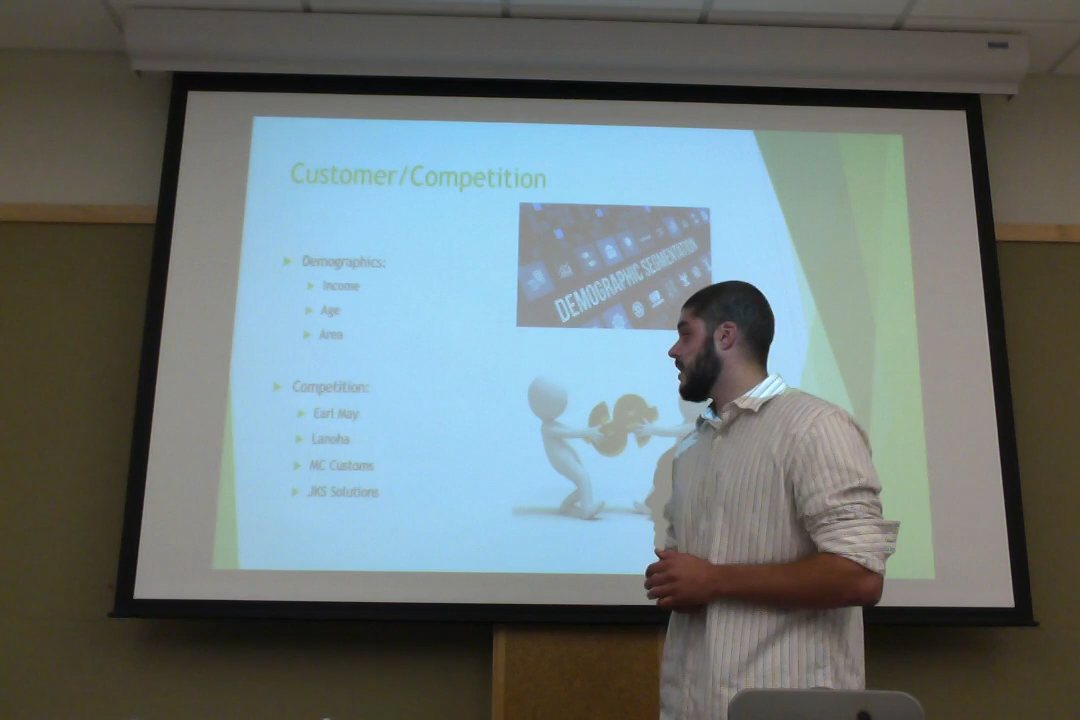 Customer/Competition
DEMOGRAPHIC SEGMENTATION
Demographics:
Income
Age
Area
Competition:
Earl May
Lanoha
MC Customs
JKS Solutions